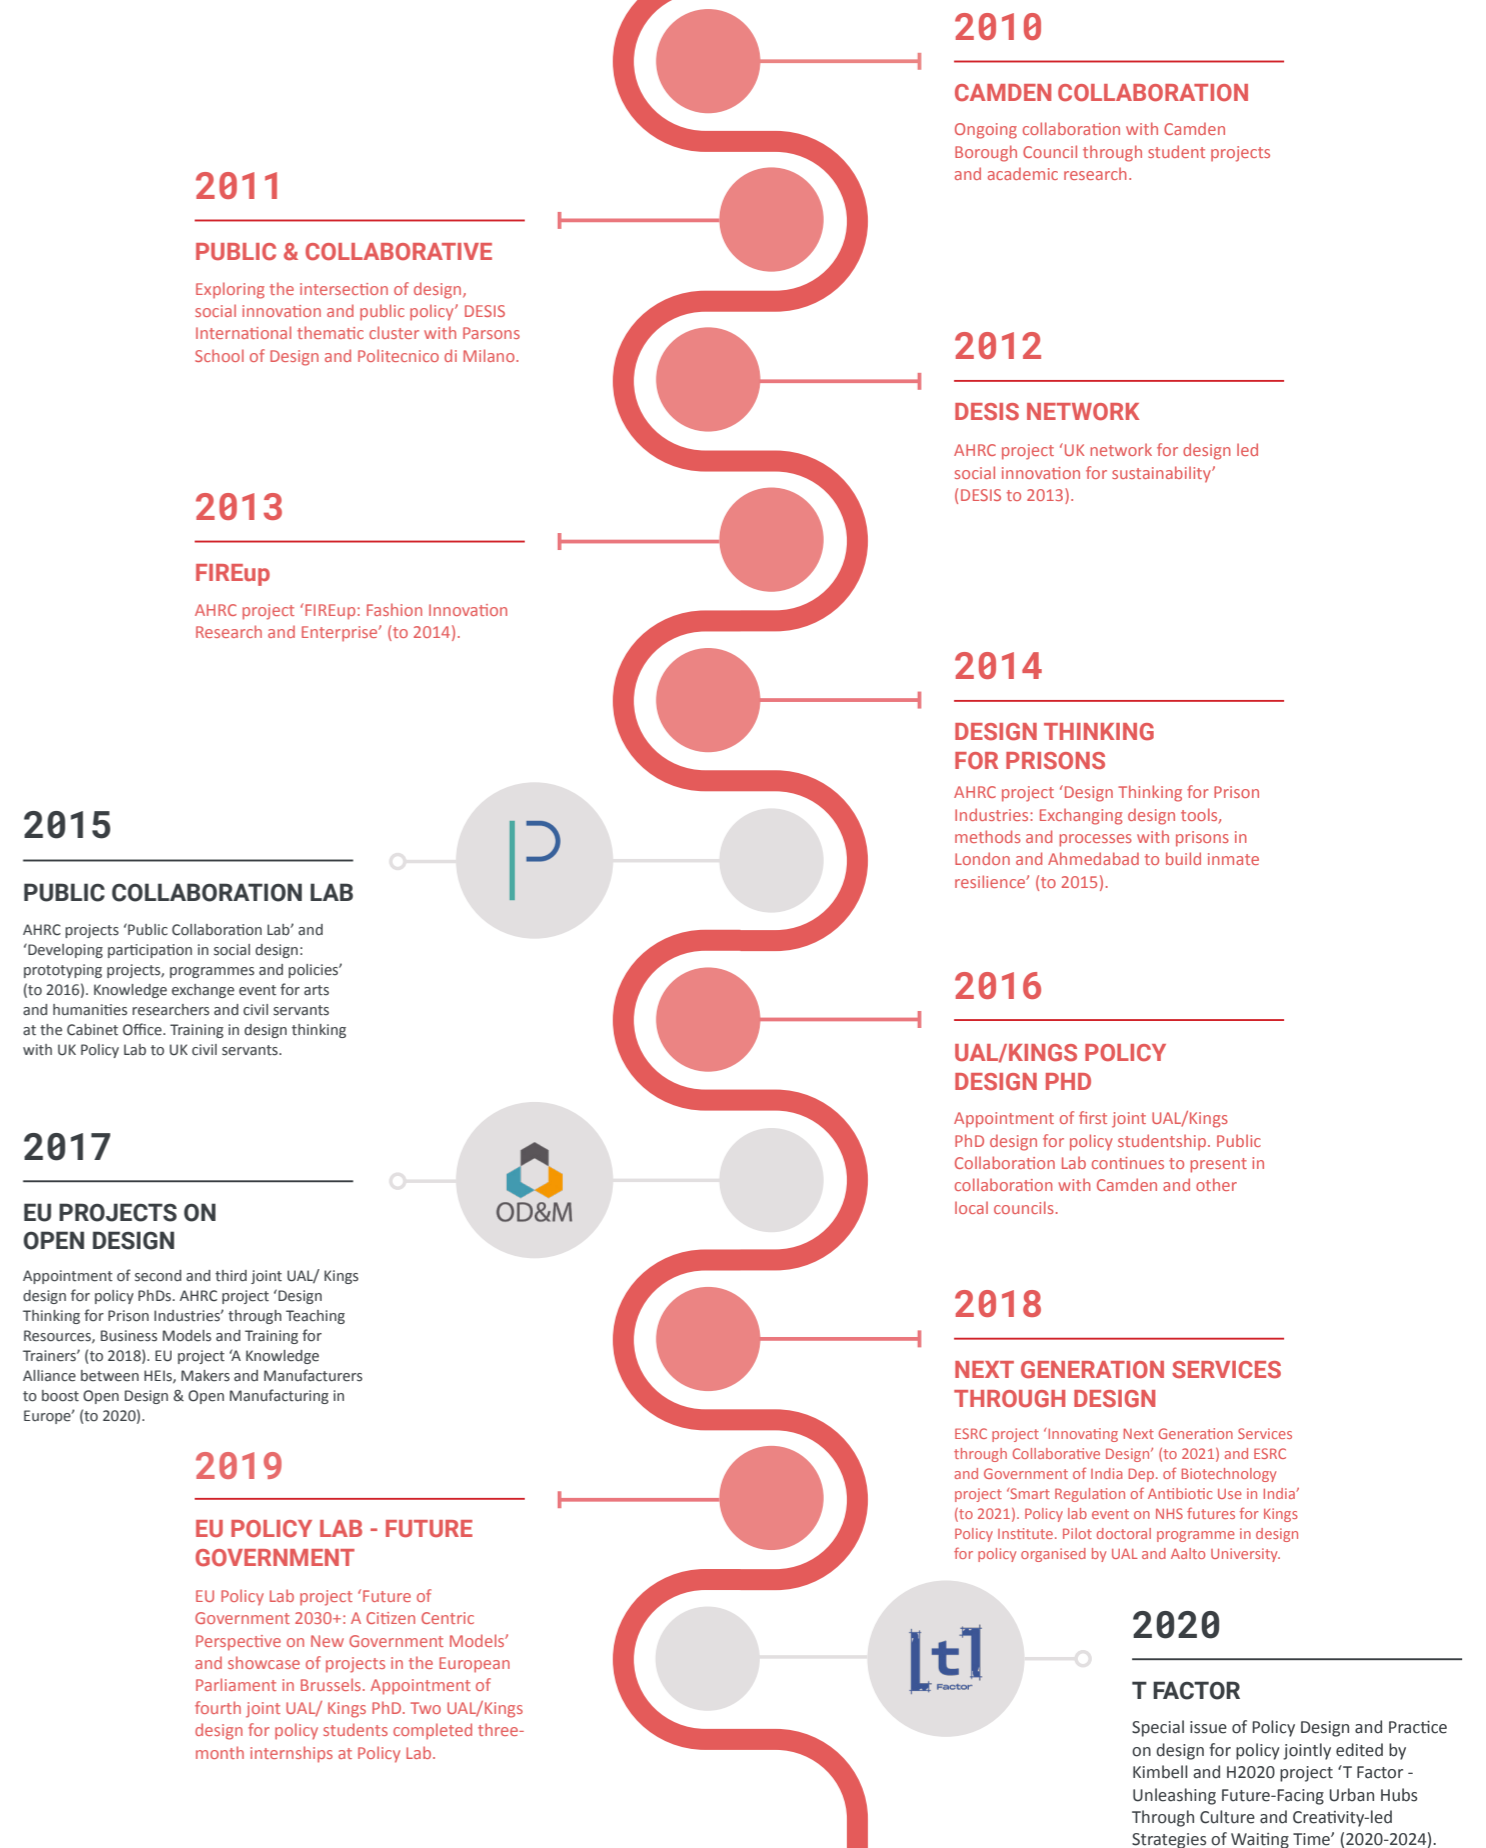 2010
CAMDEN COLLABORATION
Ongoing collaboration with Camden
Borough Council through student projects
and academic research.
2011
PUBLIC & COLLABORATIVE
Exploring the intersection of design,
social innovation and public policy’ DESIS
International thematic cluster with Parsons
School of Design and Politecnico di Milano.
2012
DESIS NETWORK
AHRC project ‘UK network for design led
social innovation for sustainability’
(DESIS to 2013).
2013
FIREup
AHRC project ‘FIREup: Fashion Innovation
Research and Enterprise’ (to 2014).
2014
DESIGN THINKING
FOR PRISONS
AHRC project ‘Design Thinking for Prison
Industries: Exchanging design tools,
methods and processes with prisons in
London and Ahmedabad to build inmate
resilience’ (to 2015).
2015
PUBLIC COLLABORATION LAB
AHRC projects ‘Public Collaboration Lab’ and
‘Developing participation in social design:
prototyping projects, programmes and policies’
(to 2016). Knowledge exchange event for arts
and humanities researchers and civil servants
at the Cabinet Office. Training in design thinking
with UK Policy Lab to UK civil servants.
P
2016
UAL/KINGS POLICY
DESIGN PHD
Appointment of first joint UAL/Kings
PhD design for policy studentship. Public
Collaboration Lab continues to present in
collaboration with Camden and other
local councils.
2017
EU PROJECTS ON
OPEN DESIGN
Appointment of second and third joint UAL/ Kings
design for policy PhDs. AHRC project ‘Design
Thinking for Prison Industries’ through Teaching
Resources, Business Models and Training for
Trainers’ (to 2018). EU project ‘A Knowledge
Alliance between HEIs, Makers and Manufacturers
to boost Open Design & Open Manufacturing in
Europe’ (to 2020).
OD&M
2018
NEXT GENERATION SERVICES
THROUGH DESIGN
ESRC project ‘Innovating Next Generation Services
through Collaborative Design’ (to 2021) and ESRC
and Government of India Dep. of Biotechnology
project ‘Smart Regulation of Antibiotic Use in India’
(to 2021). Policy lab event on NHS futures for Kings
Policy Institute. Pilot doctoral programme in design
for policy organised by UAL and Aalto University.
2019
EU POLICY LAB - FUTURE
GOVERNMENT
EU Policy Lab project ‘Future of
Government 2030+: A Citizen Centric
Perspective on New Government Models’
and showcase of projects in the European
Parliament in Brussels. Appointment of
fourth joint UAL/ Kings PhD. Two UAL/Kings
design for policy students completed three-
month internships at Policy Lab.
[t]
Factor
2020
T FACTOR
Special issue of Policy Design and Practice
on design for policy jointly edited by
Kimbell and H2020 project ‘T Factor -
Unleashing Future-Facing Urban Hubs
Through Culture and Creativity-led
Strategies of Waiting Time’ (2020-2024).